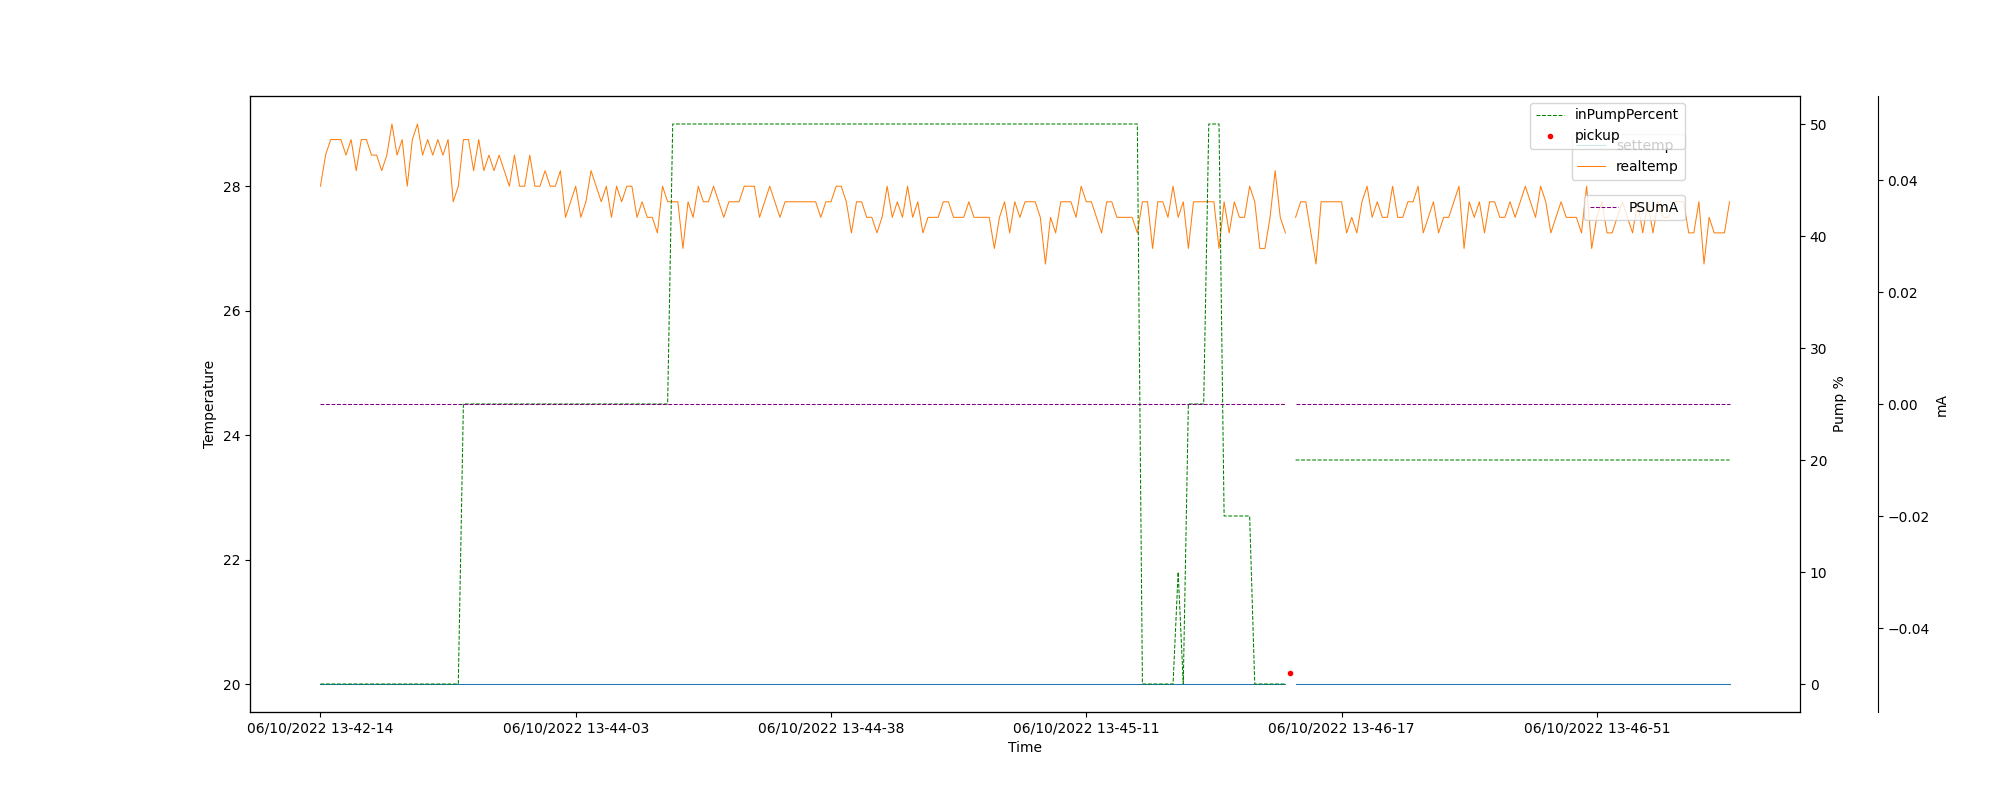 inPumpPercent
pickup
settemp
realtemp
PSUmA
28
26
24
22
20
Temperature
50
40
30
20
10
0
Pump %
0.04
0.02
0.00
−0.02
−0.04
mA
06/10/2022 13-42-14
06/10/2022 13-44-03
06/10/2022 13-44-38
06/10/2022 13-45-11
06/10/2022 13-46-17
06/10/2022 13-46-51
Time